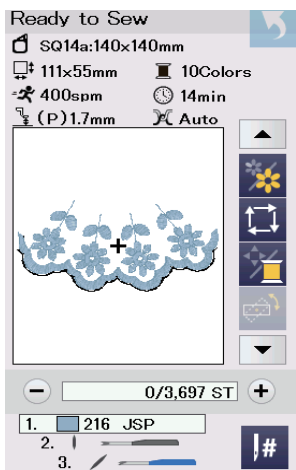 Ready to Sew
SQ14a:140×140mm
111×55mm 10Colors
400spm 14min
(P)1.7mm Auto
0/3,697 ST
1. 216 JSP
2.
3.
#